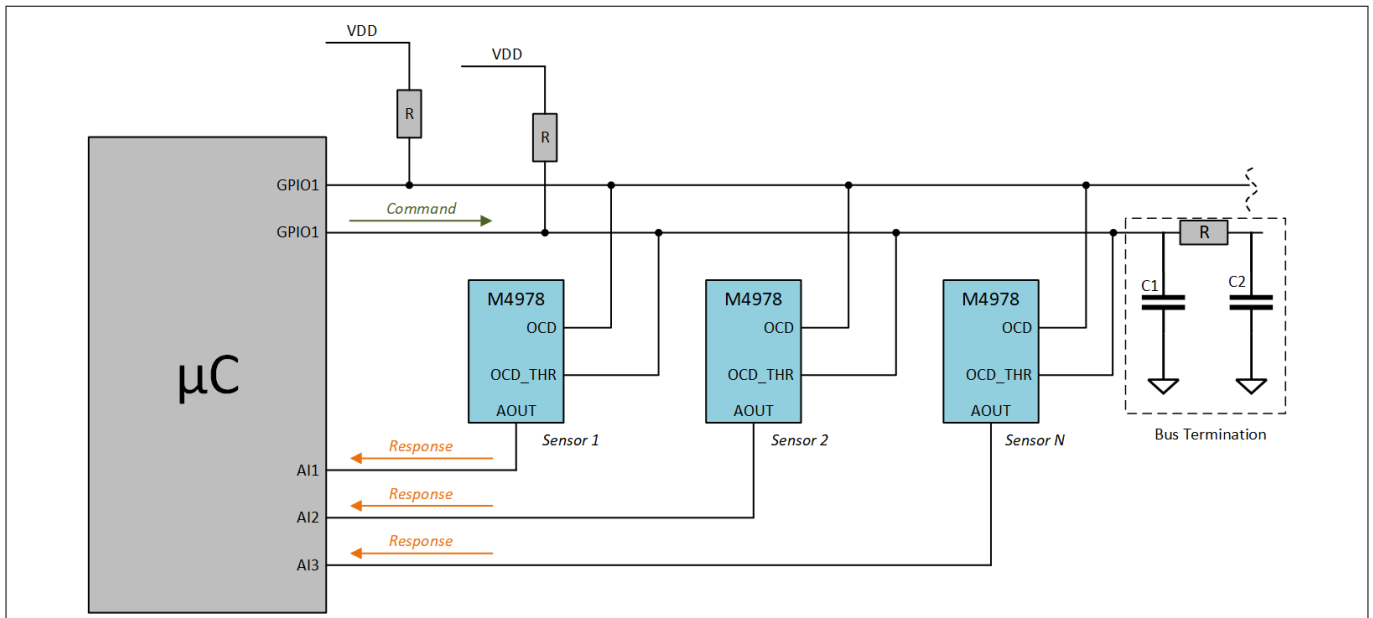 VDD
VDD
R
R
GPIO1
Command
GPIO1
R
M4978
M4978
M4978
C1
C2
OCD
OCD
OCD
µC
OCD_THR
OCD_THR
OCD_THR
AOUT
AOUT
AOUT
Sensor 1
Sensor 2
Sensor N
Bus Termination
Response
AI1
Response
AI2
Response
AI3